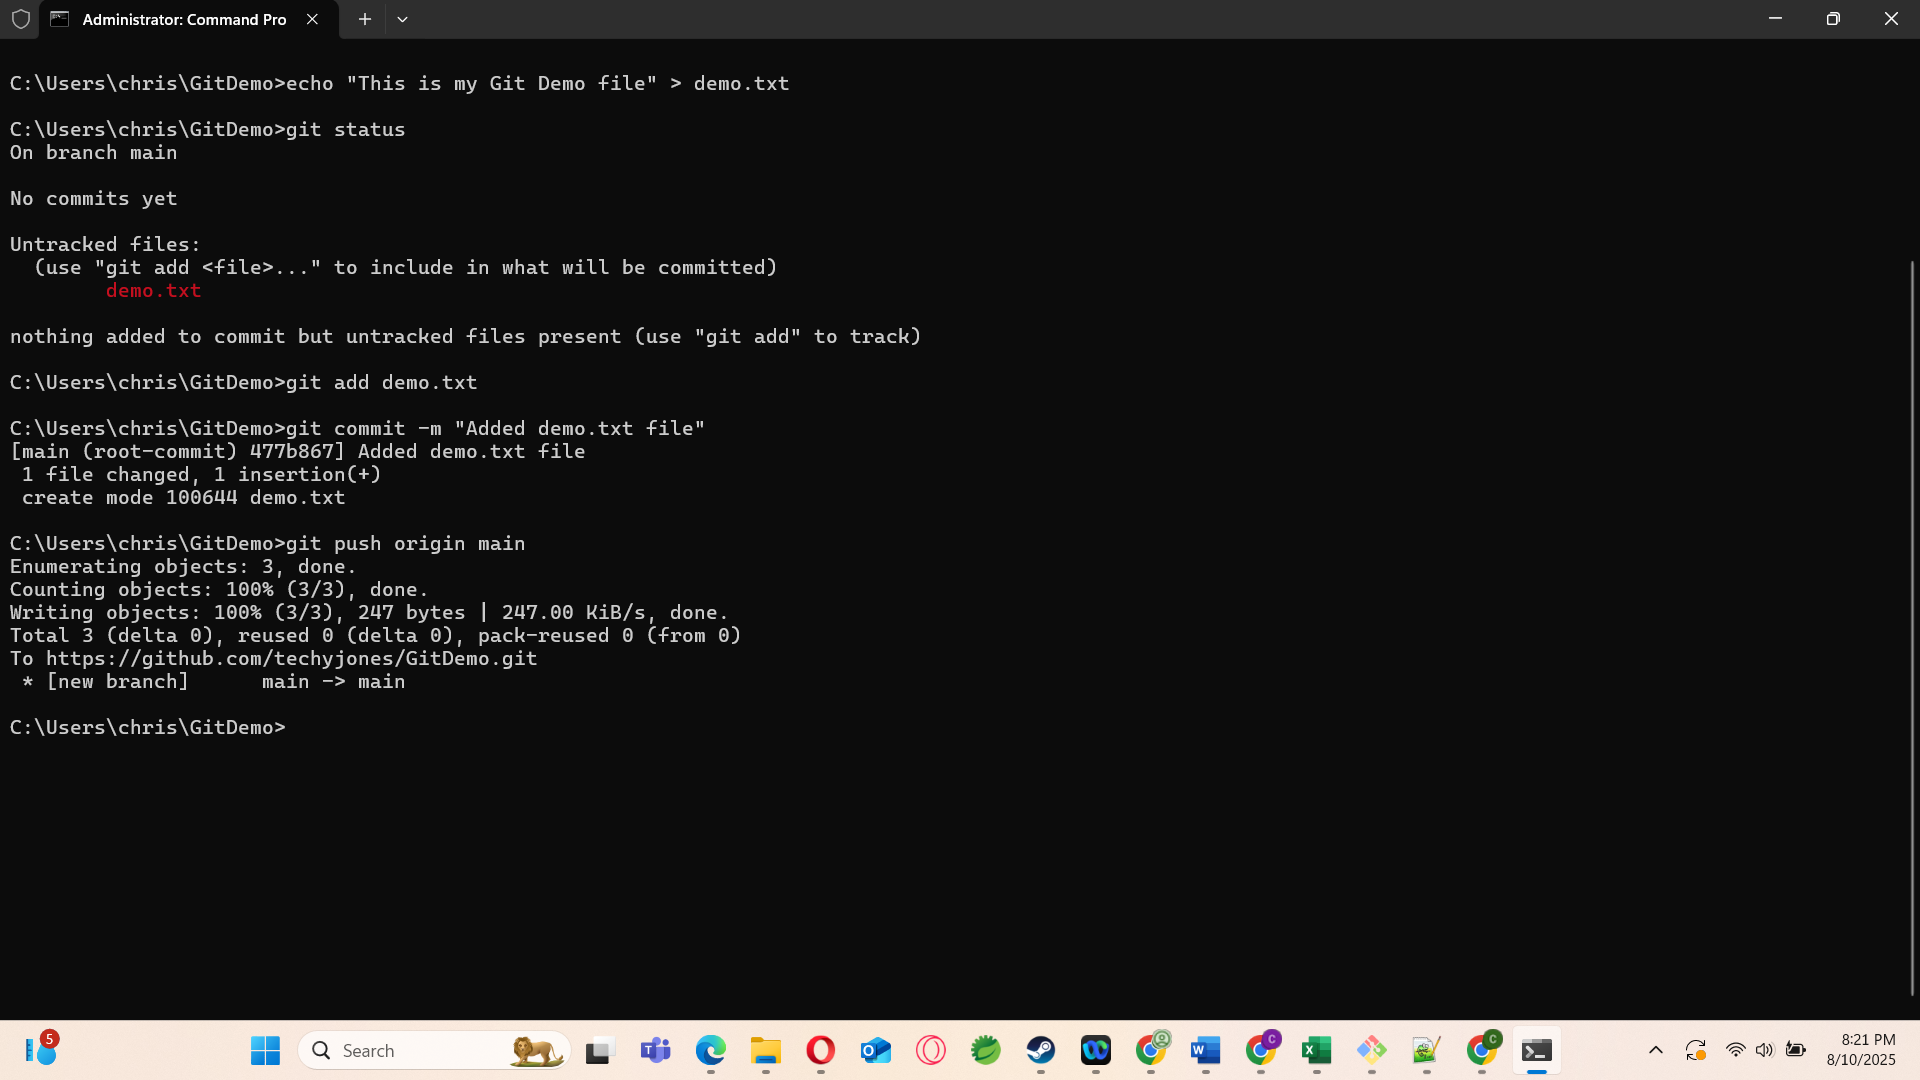 Administrator: Command Pro
C:\Users\chris\GitDemo>echo "This is my Git Demo file" > demo.txt
C:\Users\chris\GitDemo>git status
On branch main
No commits yet
Untracked files:
  (use "git add <file>..." to include in what will be committed)
        demo.txt
nothing added to commit but untracked files present (use "git add" to track)
C:\Users\chris\GitDemo>git add demo.txt
C:\Users\chris\GitDemo>git commit -m "Added demo.txt file"
[main (root-commit) 477b867] Added demo.txt file
 1 file changed, 1 insertion(+)
 create mode 100644 demo.txt
C:\Users\chris\GitDemo>git push origin main
Enumerating objects: 3, done.
Counting objects: 100% (3/3), done.
Writing objects: 100% (3/3), 247 bytes | 247.00 KiB/s, done.
Total 3 (delta 0), reused 0 (delta 0), pack-reused 0 (from 0)
To https://github.com/techyjones/GitDemo.git
 * [new branch]      main -> main
C:\Users\chris\GitDemo>
5
Search
8:21 PM
8/10/2025